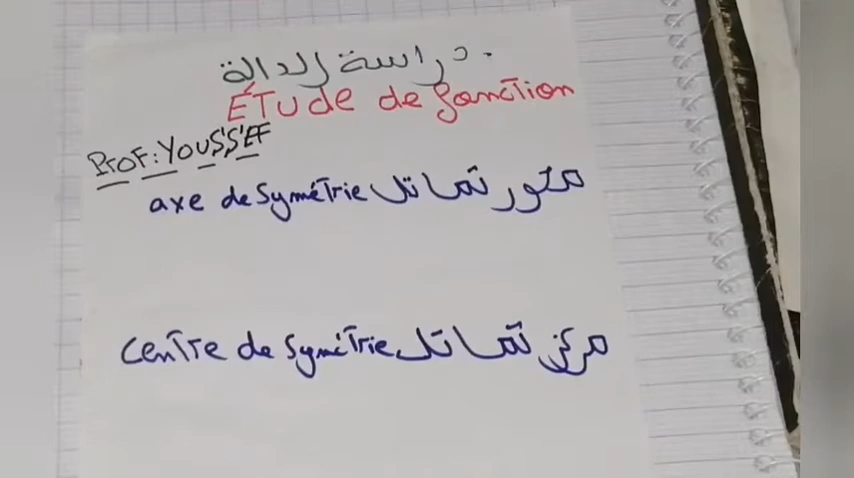 دراسة الدالة.
ÉTude de fonction
Prof: YOUSSEF
axe de Symétrie محور تماثل
Centre de Symétrie مركز تماثل